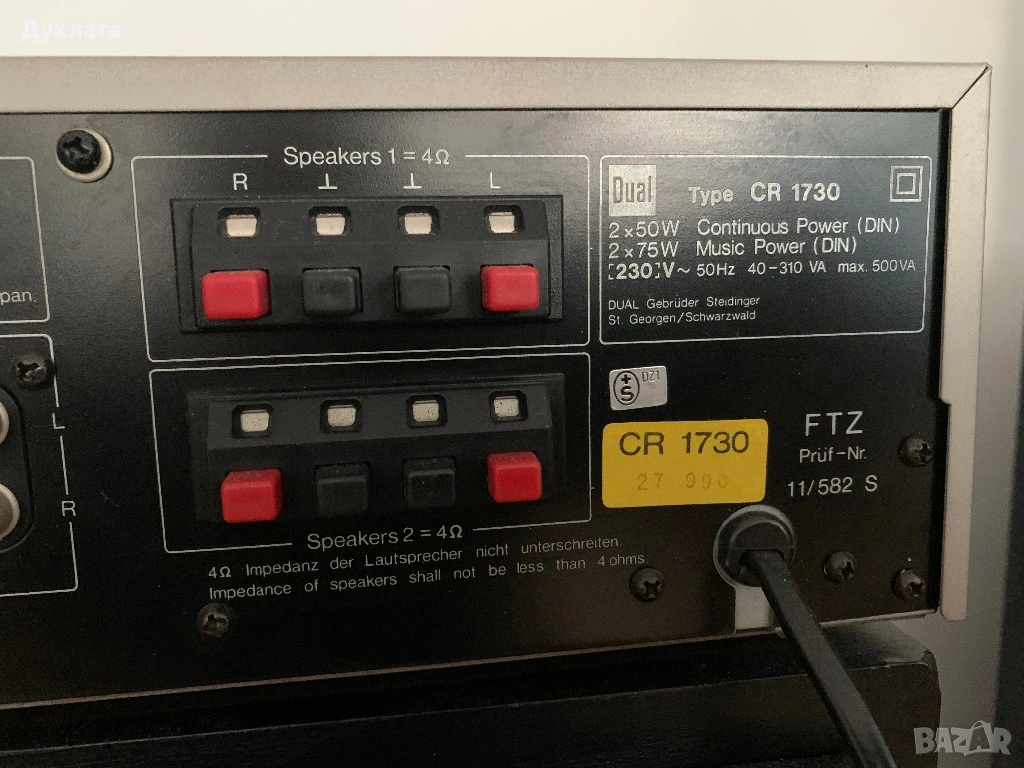 Дуклата
Speakers 1 = 4Ω
R ⊥ ⊥ L
Dual Type CR 1730
2×50W Continuous Power (DIN)
2×75W Music Power (DIN)
[230]V~ 50Hz 40-310 VA max. 500VA
DUAL Gebrüder Steidinger
St. Georgen/Schwarzwald
pan.
L
R
+S DZ1
CR 1730
27 990
FTZ
Prüf-Nr.
11/582 S
Speakers 2 = 4Ω
4Ω Impedanz der Lautsprecher nicht unterschreiten.
Impedance of speakers shall not be less than 4 ohms.
BAZAR